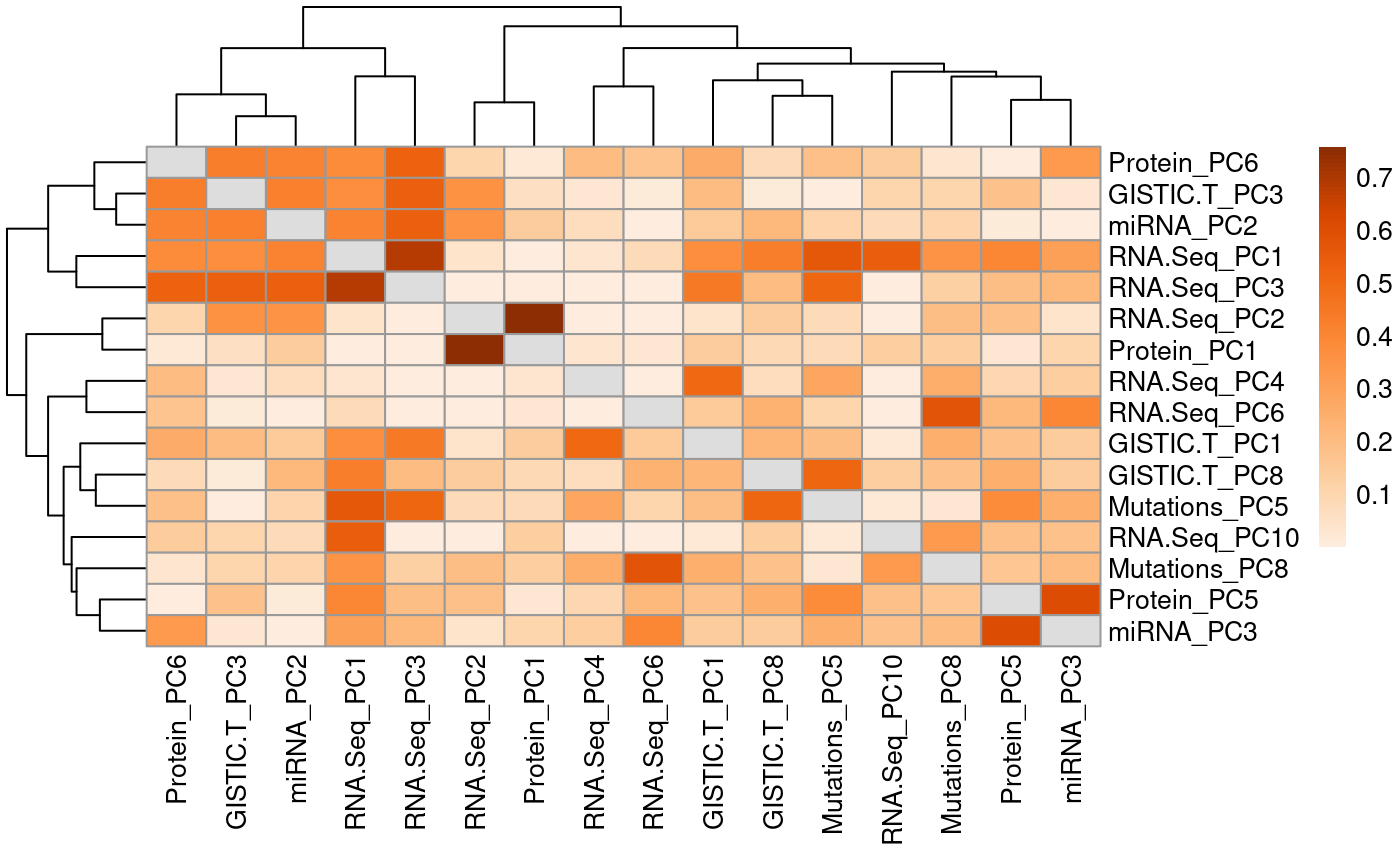 Protein_PC6
GISTIC.T_PC3
miRNA_PC2
RNA.Seq_PC1
RNA.Seq_PC3
RNA.Seq_PC2
Protein_PC1
RNA.Seq_PC4
RNA.Seq_PC6
GISTIC.T_PC1
GISTIC.T_PC8
Mutations_PC5
RNA.Seq_PC10
Mutations_PC8
Protein_PC5
miRNA_PC3
0.7
0.6
0.5
0.4
0.3
0.2
0.1
Protein_PC6
GISTIC.T_PC3
miRNA_PC2
RNA.Seq_PC1
RNA.Seq_PC3
RNA.Seq_PC2
Protein_PC1
RNA.Seq_PC4
RNA.Seq_PC6
GISTIC.T_PC1
GISTIC.T_PC8
Mutations_PC5
RNA.Seq_PC10
Mutations_PC8
Protein_PC5
miRNA_PC3